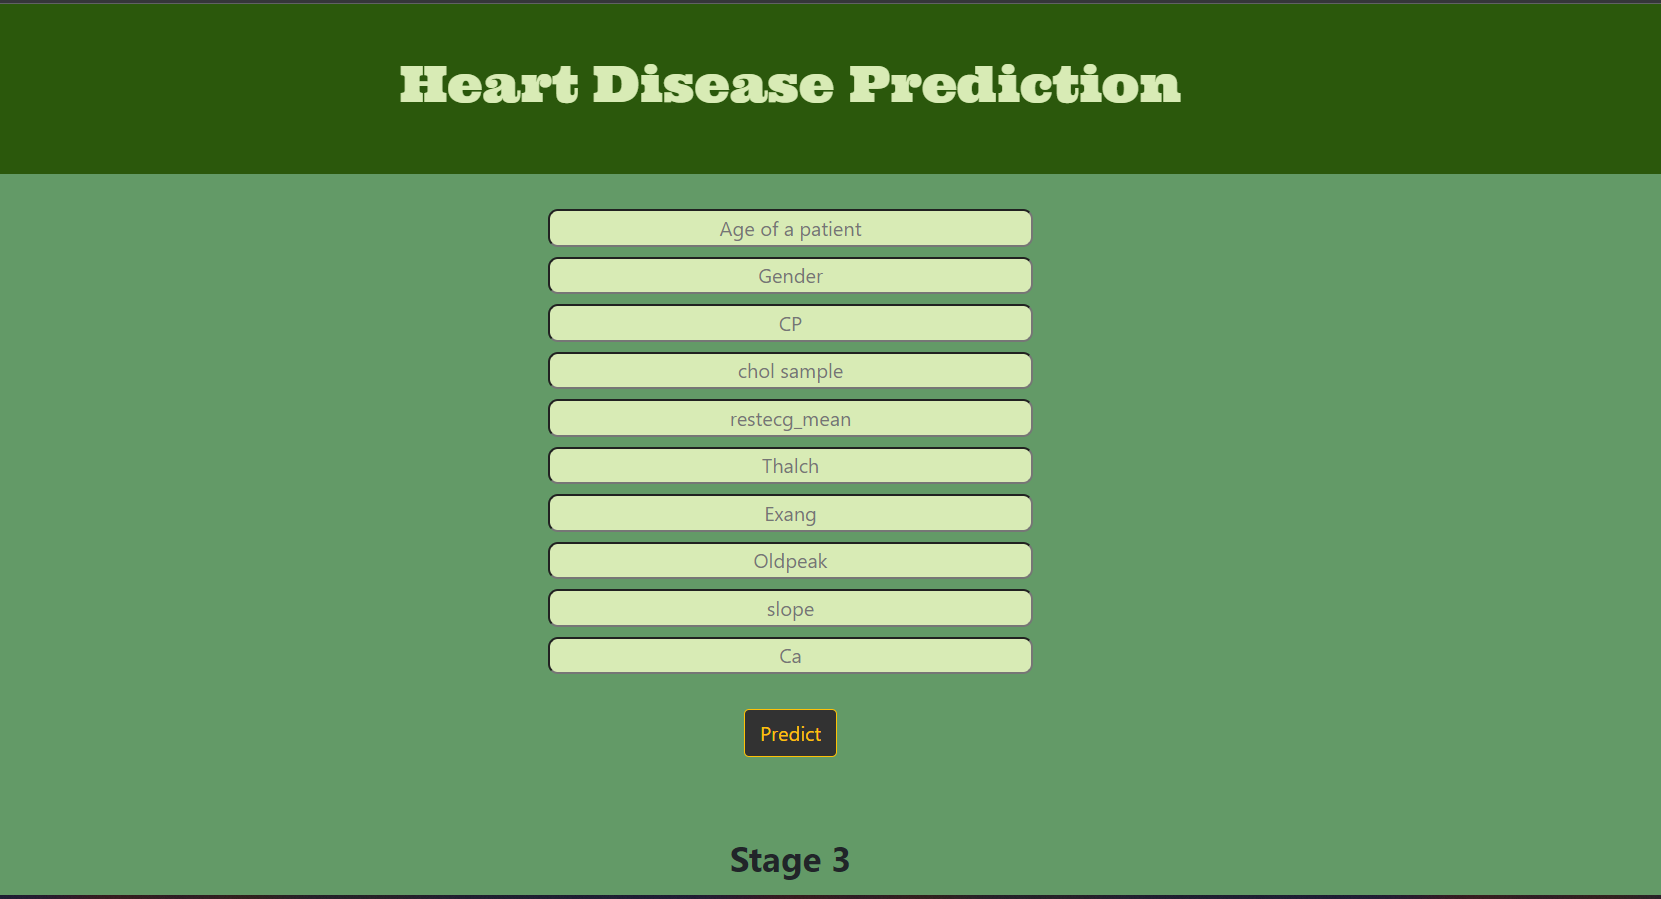 Heart Disease Prediction
Age of a patient
Gender
CP
chol sample
restecg_mean
Thalch
Exang
Oldpeak
slope
Ca
Predict
Stage 3